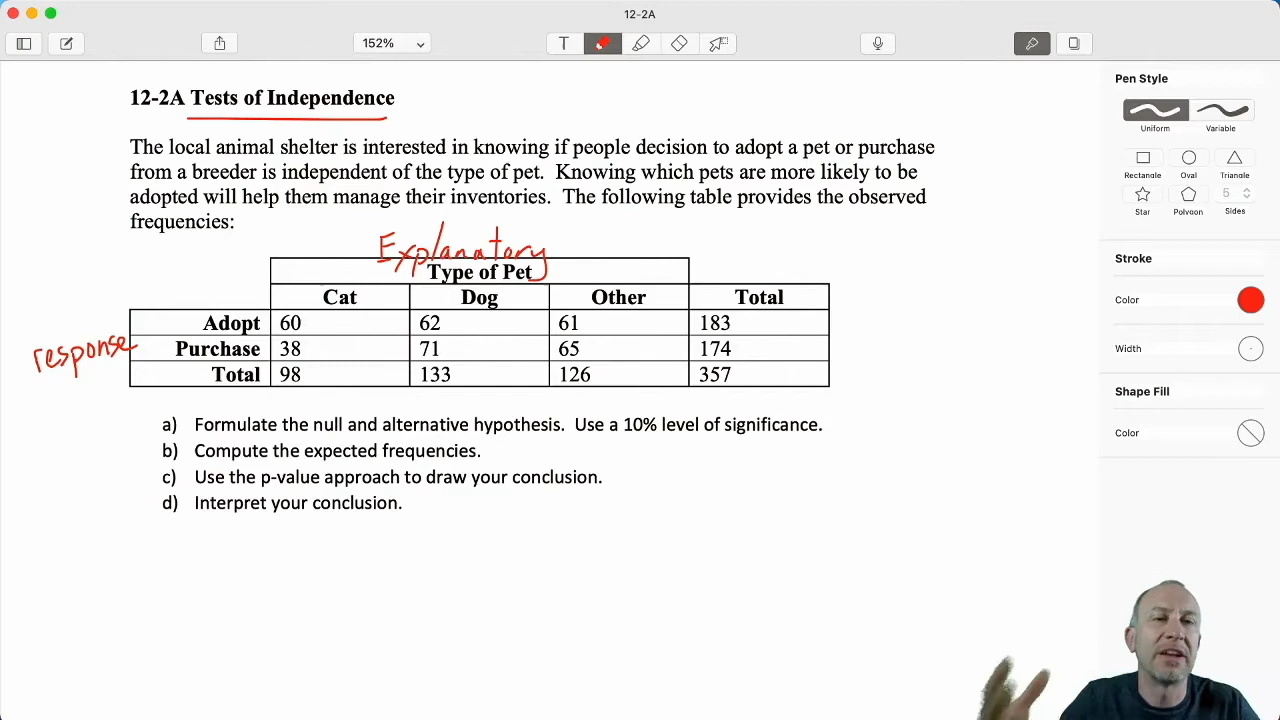 12-2A
152%
T
12-2A Tests of Independence
The local animal shelter is interested in knowing if people decision to adopt a pet or purchase
from a breeder is independent of the type of pet. Knowing which pets are more likely to be
adopted will help them manage their inventories. The following table provides the observed
frequencies:
Explanatory
Type of Pet
Cat Dog Other Total
Adopt 60 62 61 183
response Purchase 38 71 65 174
Total 98 133 126 357
a) Formulate the null and alternative hypothesis. Use a 10% level of significance.
b) Compute the expected frequencies.
c) Use the p-value approach to draw your conclusion.
d) Interpret your conclusion.
Pen Style
Uniform Variable
Rectangle Oval Triangle
5
Star Polygon Sides
Stroke
Color
Width
Shape Fill
Color